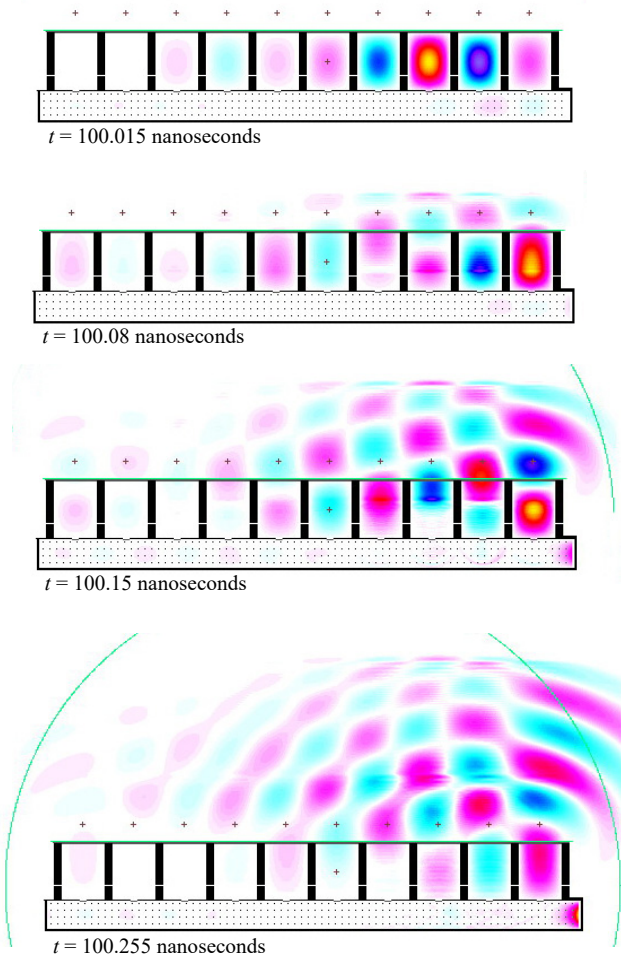 t = 100.015 nanoseconds
t = 100.08 nanoseconds
t = 100.15 nanoseconds
t = 100.255 nanoseconds